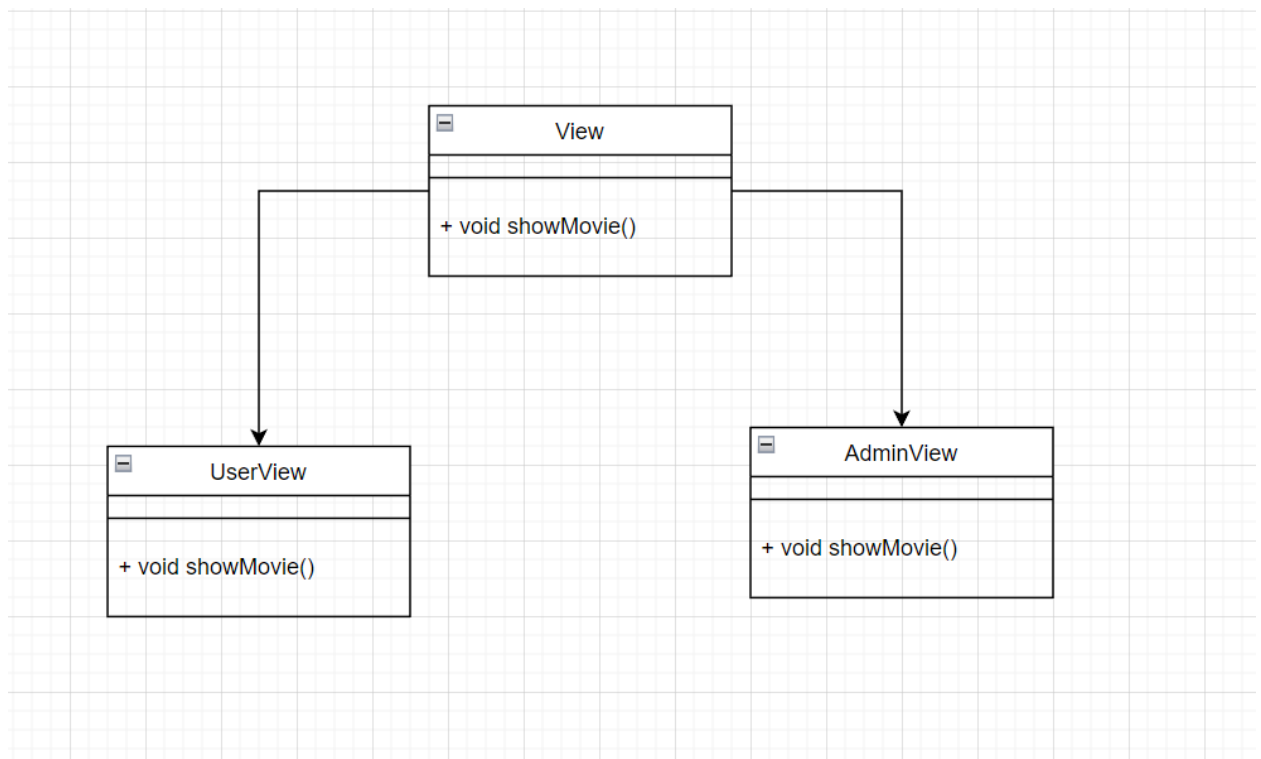 View
+ void showMovie()
UserView
+ void showMovie()
AdminView
+ void showMovie()